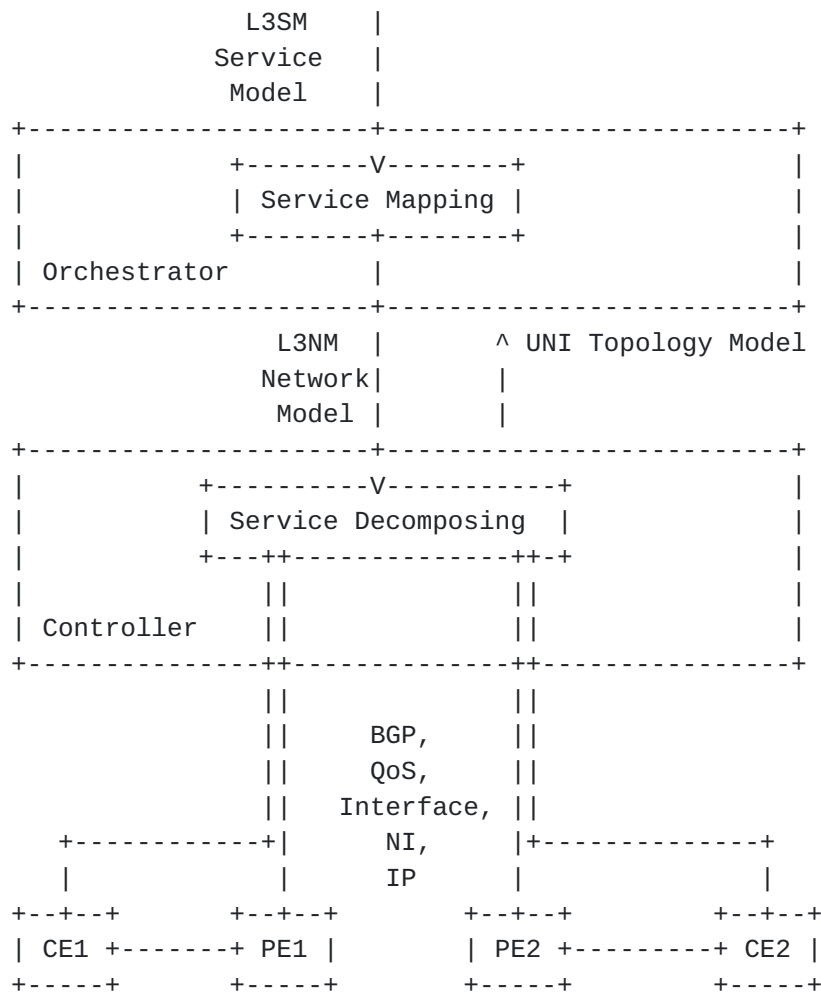 L3SM
Service
Model
Service Mapping
Orchestrator
L3NM ^ UNI Topology Model
Network
Model
Service Decomposing
Controller
BGP,
QoS,
Interface,
NI,
IP
CE1 PE1 PE2 CE2